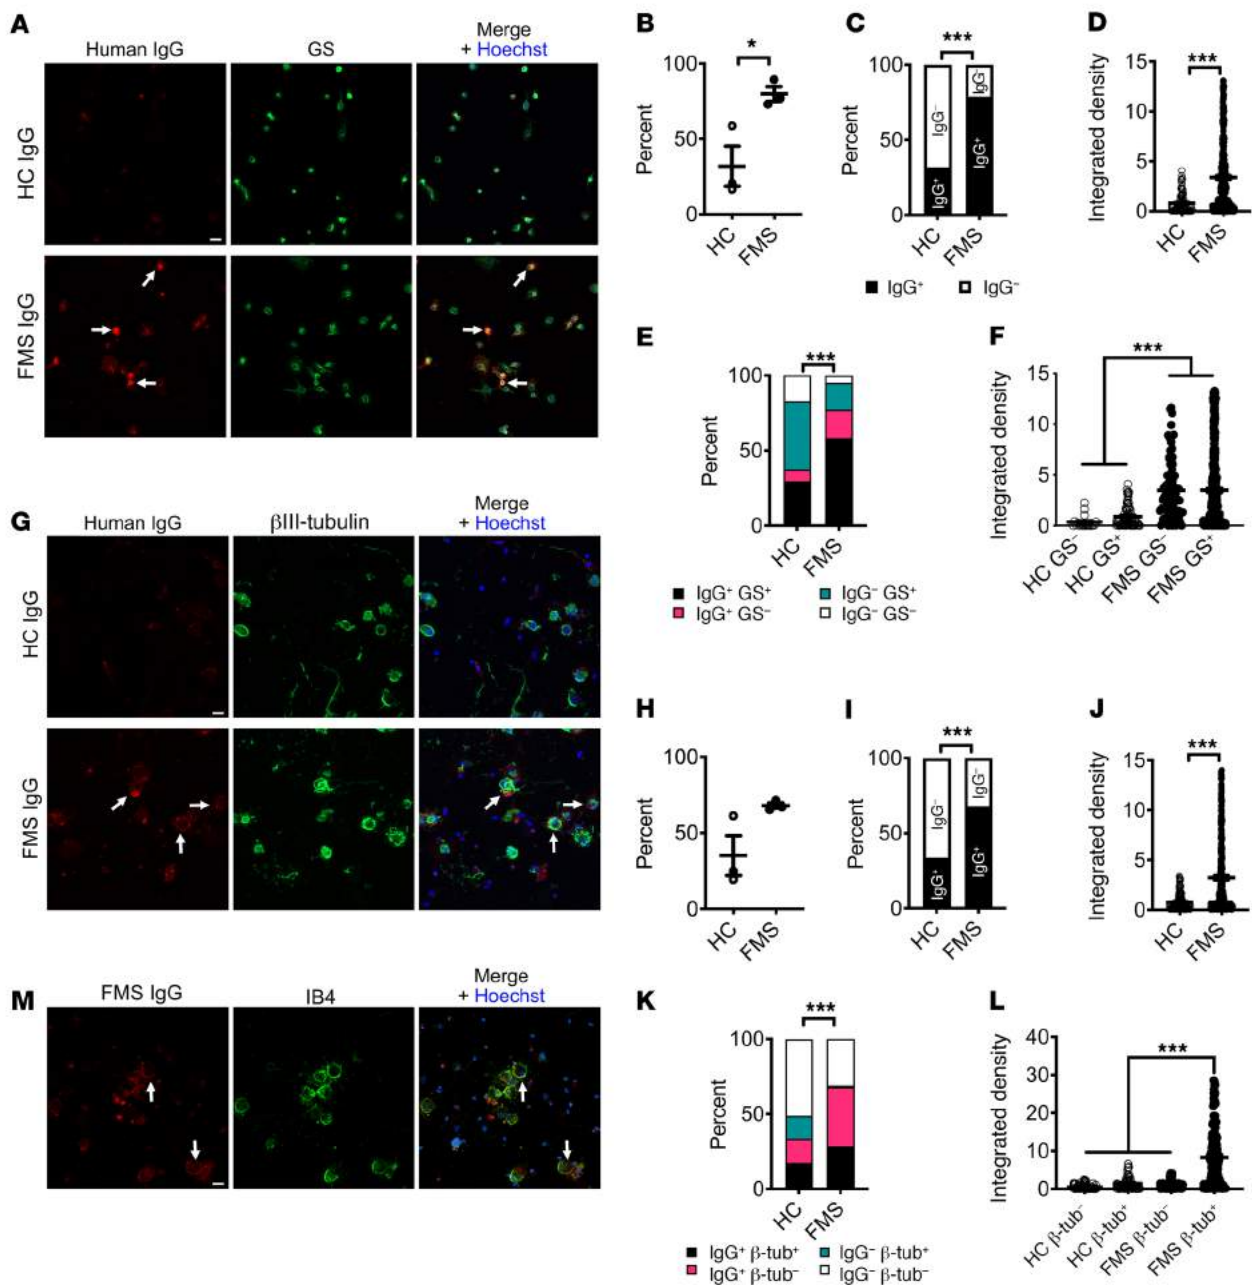 A
Human IgG
GS
Merge
+ Hoechst
HC IgG
FMS IgG
B
*
Percent
100
50
0
HC
FMS
C
***
Percent
100
50
0
IgG⁻
IgG⁺
IgG⁻
IgG⁺
HC
FMS
IgG⁺
IgG⁻
D
***
Integrated density
15
10
5
0
HC
FMS
E
***
Percent
100
50
0
HC
FMS
IgG⁺ GS⁺
IgG⁻ GS⁺
IgG⁺ GS⁻
IgG⁻ GS⁻
F
***
Integrated density
15
10
5
0
HC GS⁻
HC GS⁺
FMS GS⁻
FMS GS⁺
G
Human IgG
βIII-tubulin
Merge
+ Hoechst
HC IgG
FMS IgG
H
Percent
100
50
0
HC
FMS
I
***
Percent
100
50
0
IgG⁻
IgG⁺
IgG⁻
IgG⁺
HC
FMS
J
***
Integrated density
15
10
5
0
HC
FMS
M
FMS IgG
IB4
Merge
+ Hoechst
K
***
Percent
100
50
0
HC
FMS
IgG⁺ β-tub⁺
IgG⁻ β-tub⁺
IgG⁺ β-tub⁻
IgG⁻ β-tub⁻
L
***
Integrated density
40
30
20
10
0
HC β-tub⁻
HC β-tub⁺
FMS β-tub⁻
FMS β-tub⁺